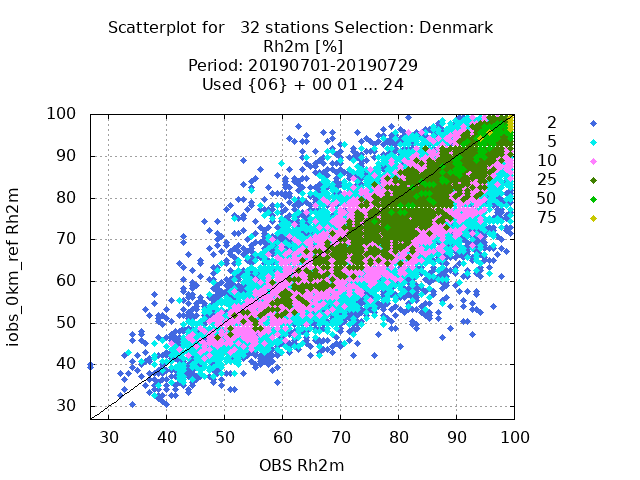 Scatterplot for   32 stations Selection: Denmark
Rh2m [%]
Period: 20190701-20190729
Used {06} + 00 01 ... 24
iobs_0km_ref Rh2m
100
90
80
70
60
50
40
30
30 40 50 60 70 80 90 100
OBS Rh2m
2
5
10
25
50
75